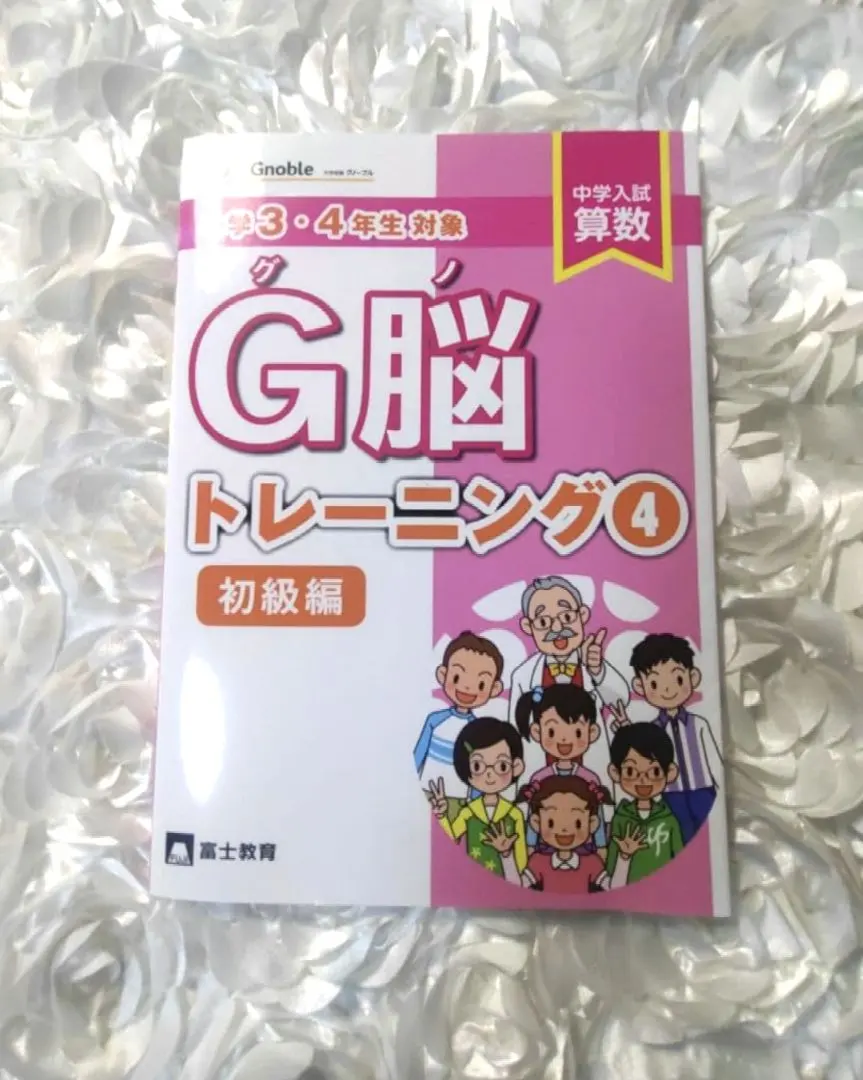 Gnoble
中学入試
算数
学3・4年生対象
グノ
G脳
トレーニング4
初級編
富士教育